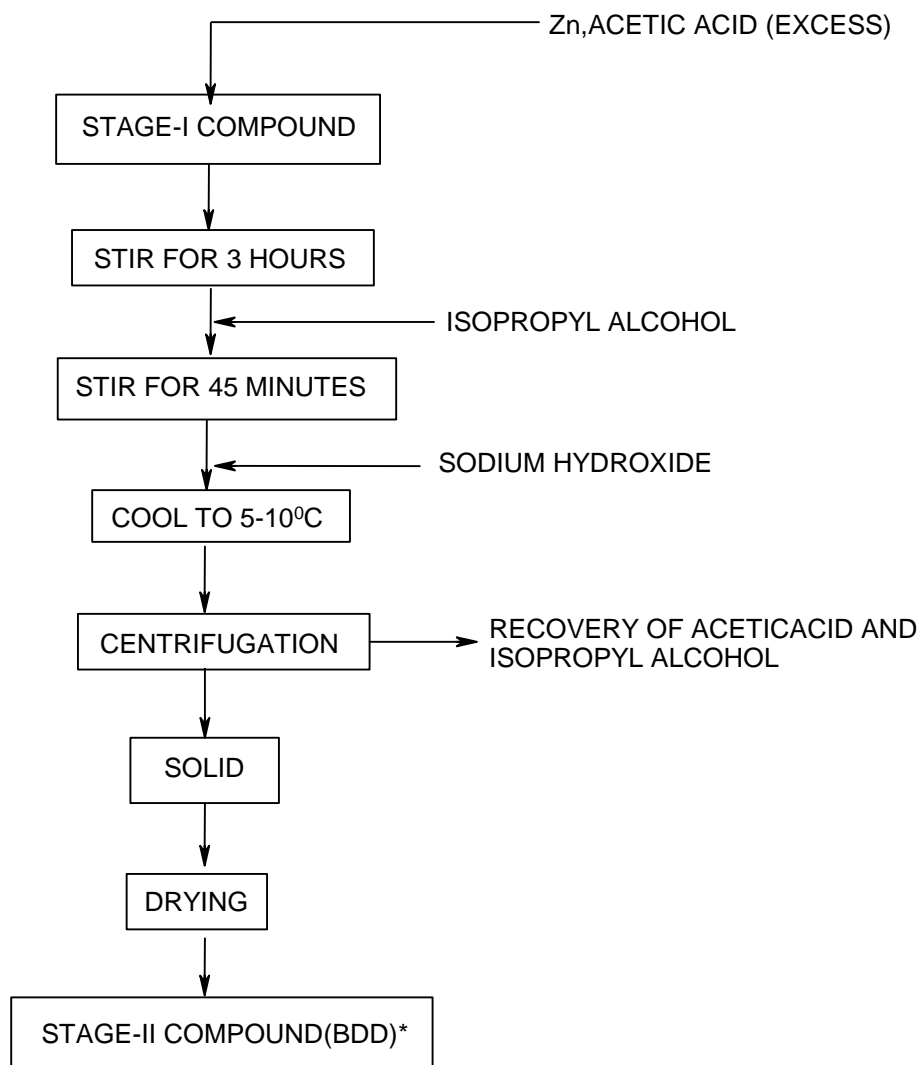 Zn,ACETIC ACID (EXCESS)
STAGE-I COMPOUND
STIR FOR 3 HOURS
ISOPROPYL ALCOHOL
STIR FOR 45 MINUTES
SODIUM HYDROXIDE
COOL TO 5-10⁰C
CENTRIFUGATION
RECOVERY OF ACETICACID AND
ISOPROPYL ALCOHOL
SOLID
DRYING
STAGE-II COMPOUND(BDD)*